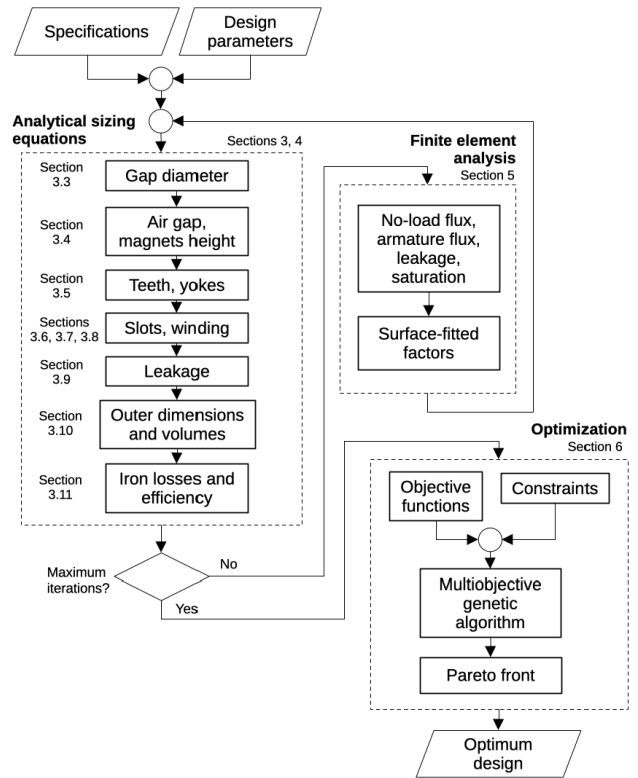 Specifications
Design
parameters
Analytical sizing
equations
Sections 3, 4
Section
3.3
Gap diameter
Section
3.4
Air gap,
magnets height
Section
3.5
Teeth, yokes
Sections
3.6, 3.7, 3.8
Slots, winding
Section
3.9
Leakage
Section
3.10
Outer dimensions
and volumes
Section
3.11
Iron losses and
efficiency
Maximum
iterations?
No
Yes
Finite element
analysis
Section 5
No-load flux,
armature flux,
leakage,
saturation
Surface-fitted
factors
Optimization
Section 6
Objective
functions
Constraints
Multiobjective
genetic
algorithm
Pareto front
Optimum
design